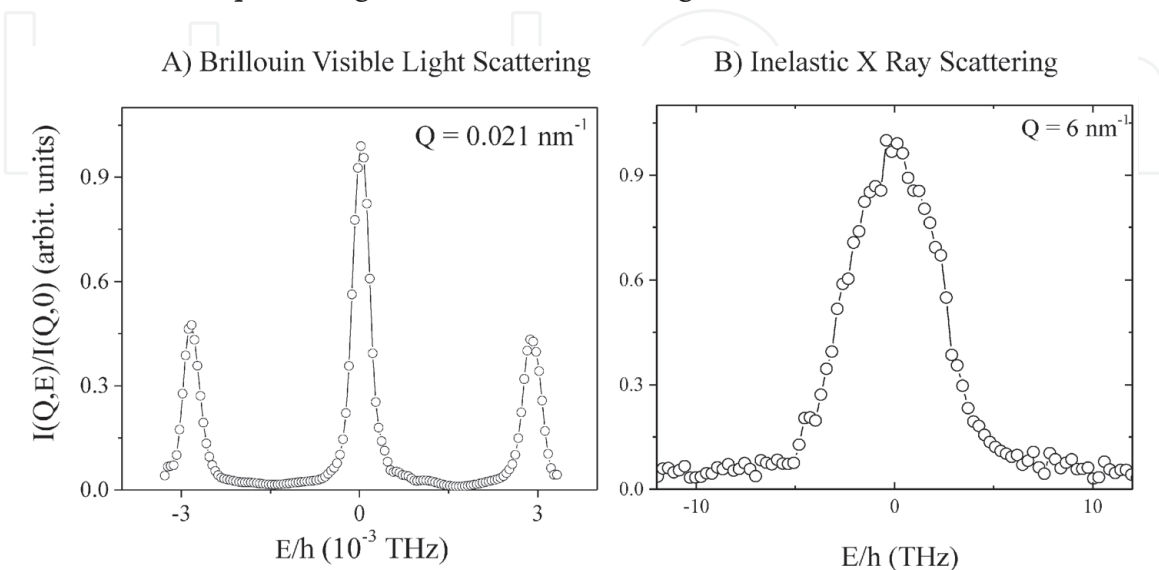 A) Brillouin Visible Light Scattering
B) Inelastic X Ray Scattering
I(Q,E)/I(Q,0) (arbit. units)
Q = 0.021 nm⁻¹
0.9
0.6
0.3
0.0
-3
0
3
E/h (10⁻³ THz)
Q = 6 nm⁻¹
0.9
0.6
0.3
0.0
-10
0
10
E/h (THz)